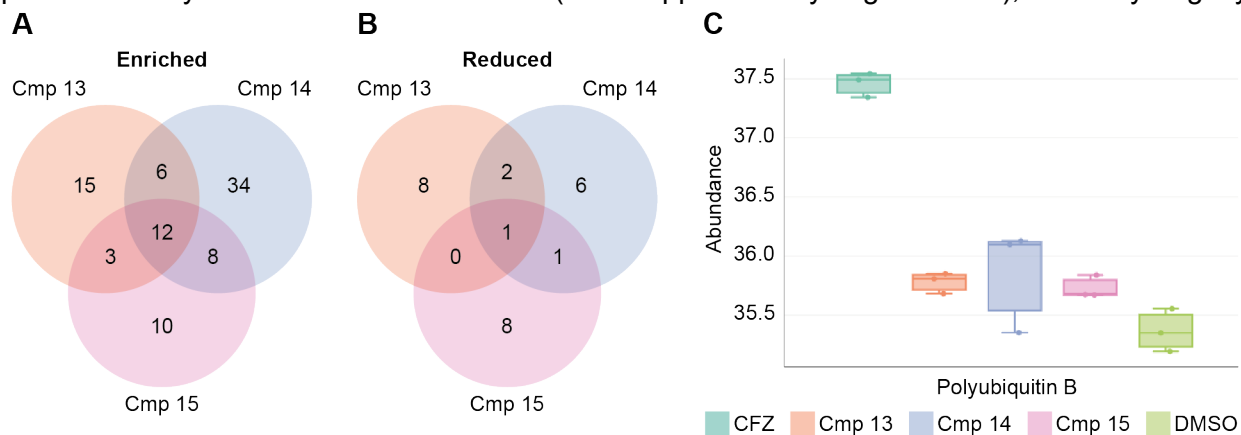 A
B
C
Enriched
Cmp 13
Cmp 14
15
6
34
12
3
8
10
Cmp 15
Reduced
Cmp 13
Cmp 14
8
2
6
1
0
1
8
Cmp 15
Abundance
37.5
37.0
36.5
36.0
35.5
Polyubiquitin B
CFZ
Cmp 13
Cmp 14
Cmp 15
DMSO